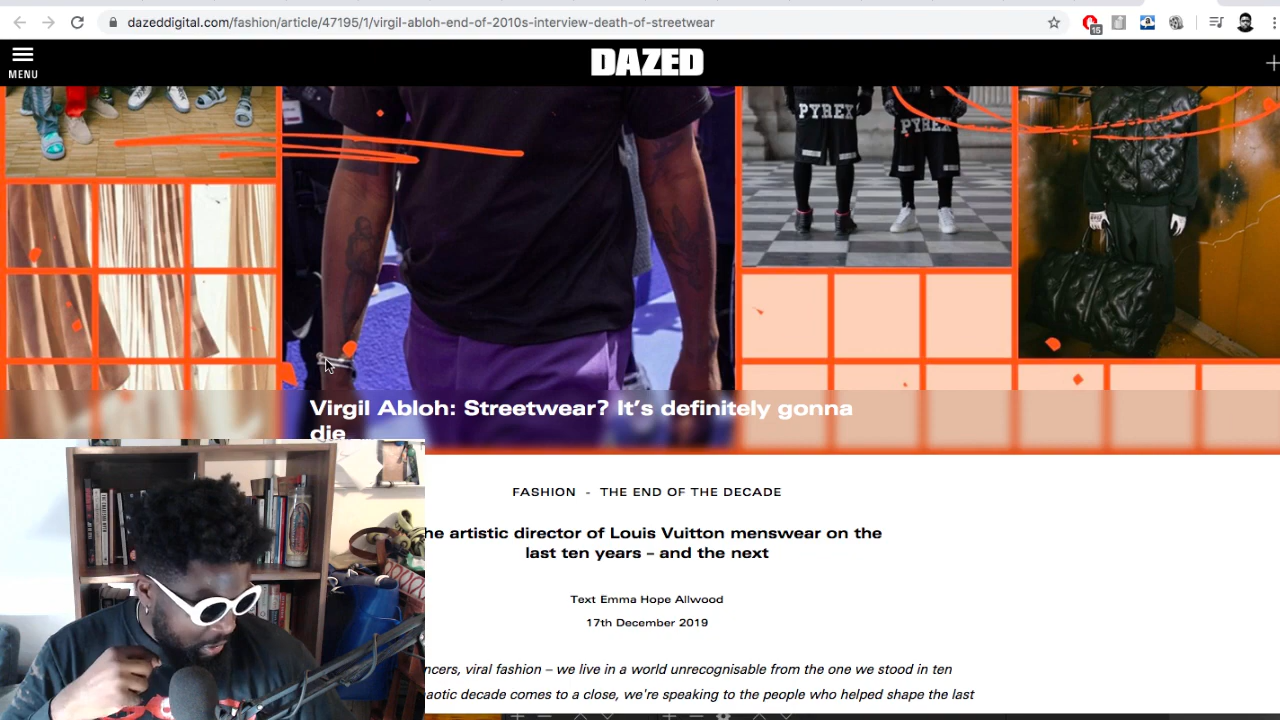 dazeddigital.com/fashion/article/47195/1/virgil-abloh-end-of-2010s-interview-death-of-streetwear
15
MENU
DAZED
PYREX
PYREX
Virgil Abloh: Streetwear? It’s definitely gonna
die
FASHION - THE END OF THE DECADE
he artistic director of Louis Vuitton menswear on the
last ten years – and the next
Text Emma Hope Allwood
17th December 2019
ncers, viral fashion – we live in a world unrecognisable from the one we stood in ten
aotic decade comes to a close, we're speaking to the people who helped shape the last